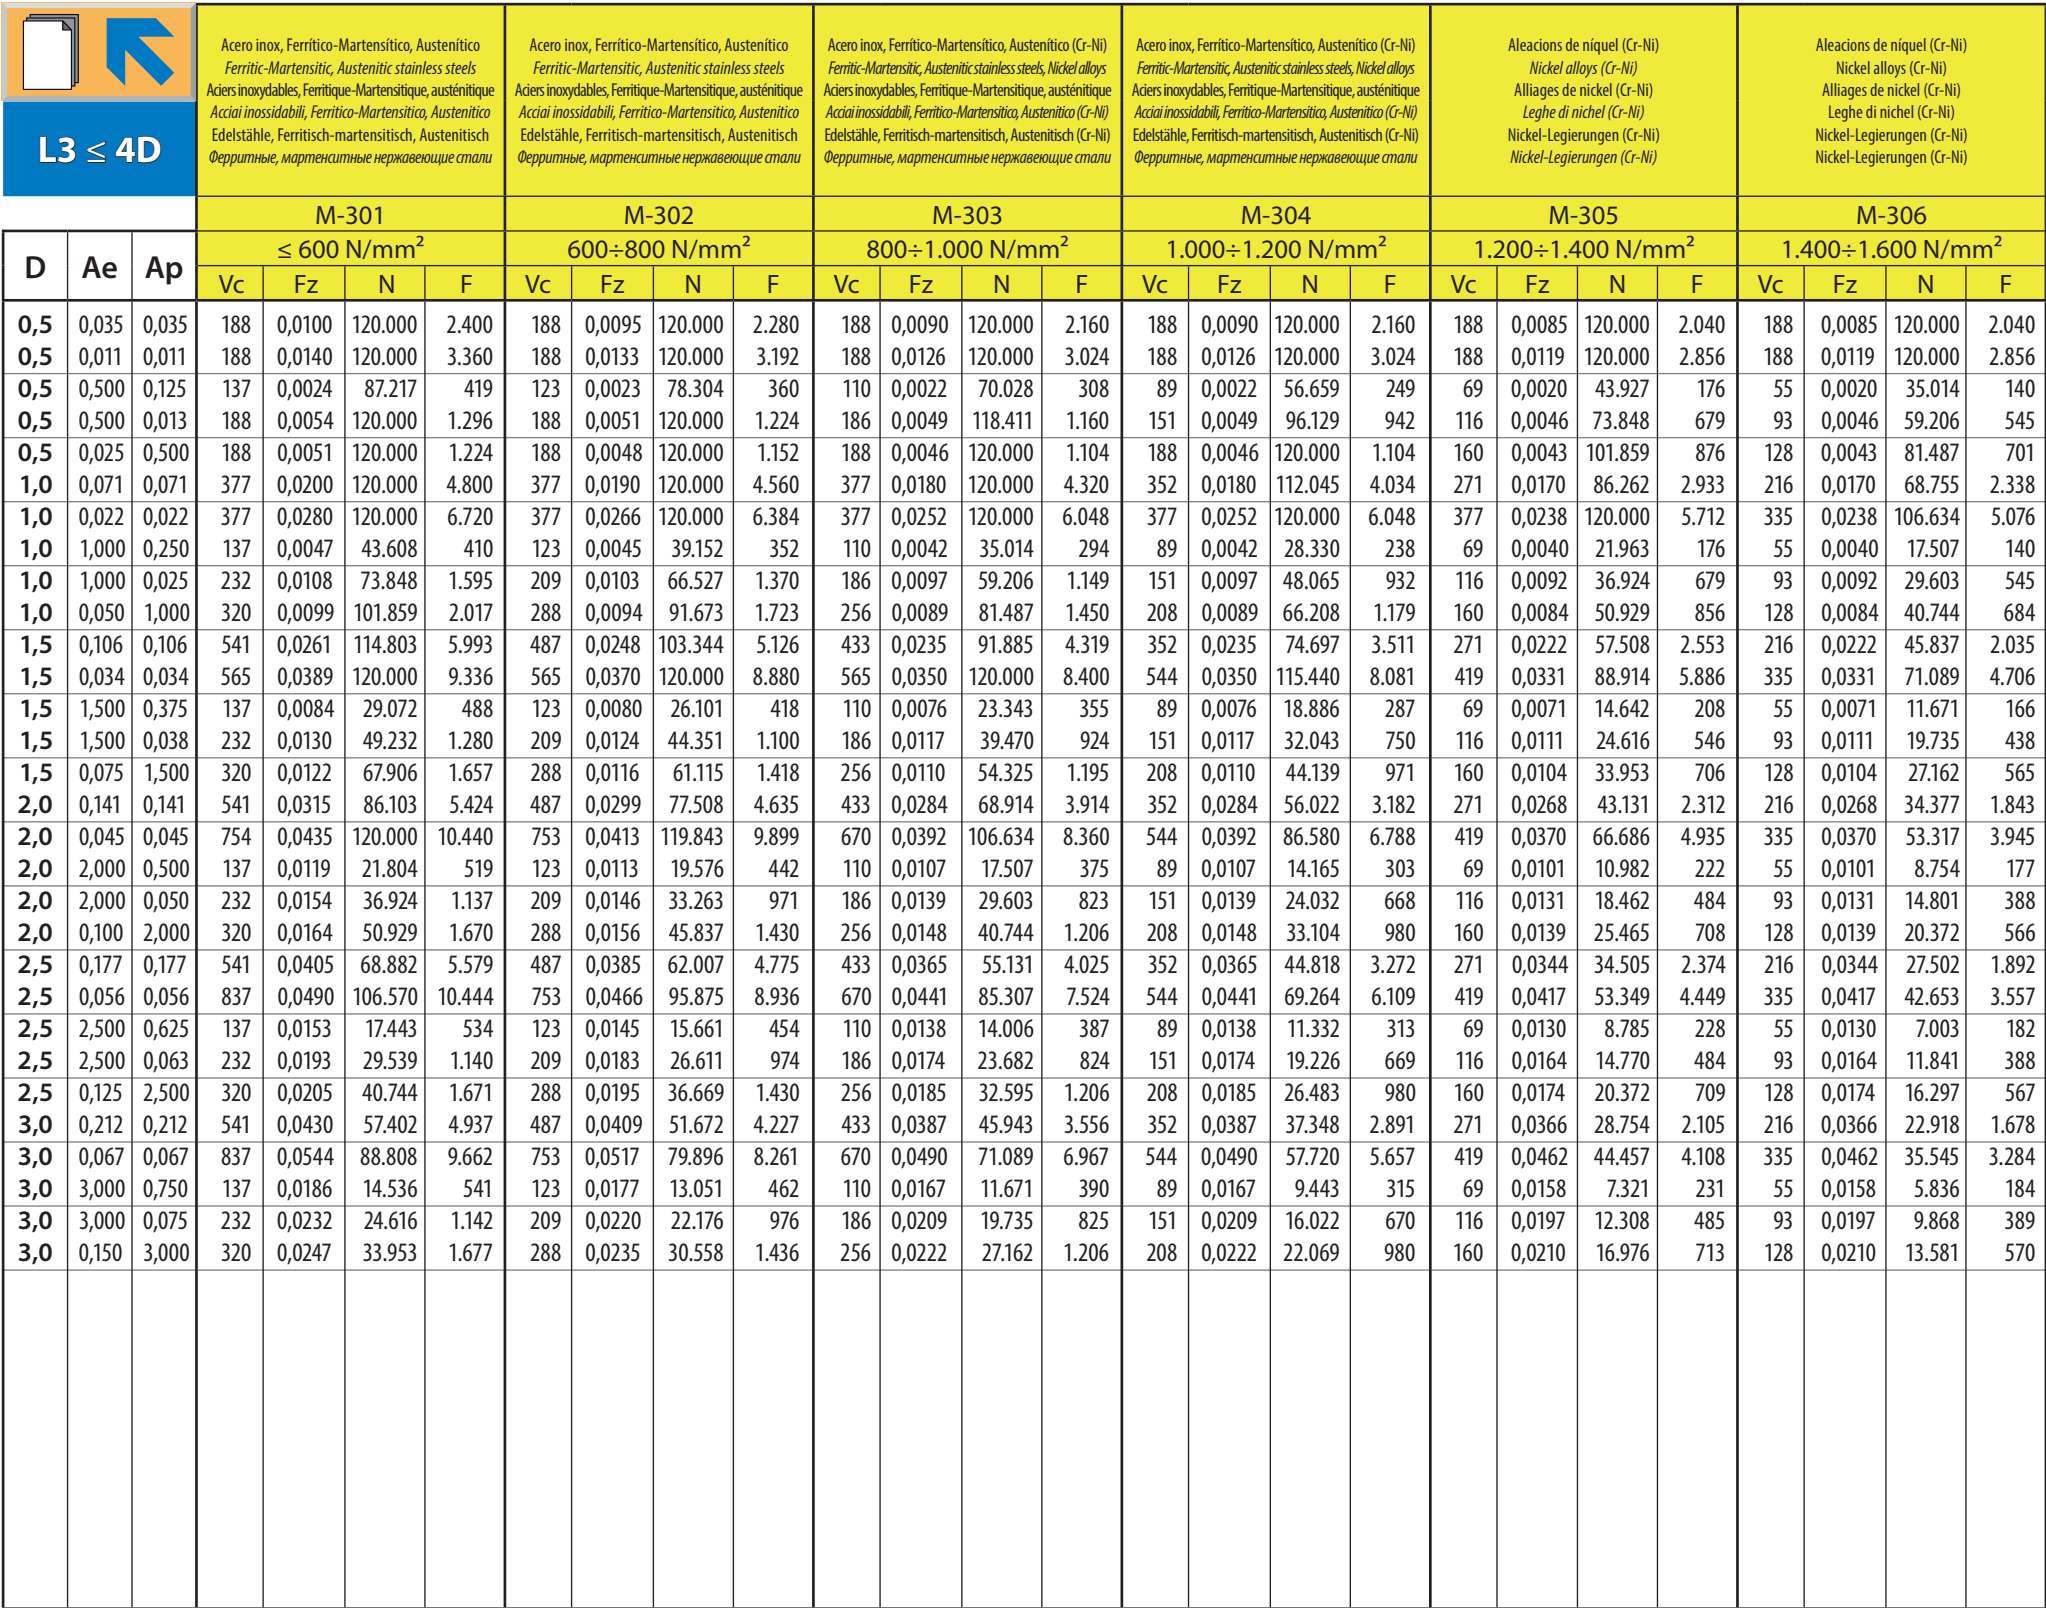 Acero inox, Ferrítico-Martensítico, Austenítico Acero inox, Ferrítico-Martensítico, Austenítico Acero inox, Ferrítico-Martensítico, Austenítico (Cr-Ni) Acero inox, Ferrítico-Martensítico, Austenítico (Cr-Ni) Aleacions de níquel (Cr-Ni) Aleacions de níquel (Cr-Ni)
Ferritic-Martensitic, Austenitic stainless steels Ferritic-Martensitic, Austenitic stainless steels Ferritic-Martensitic, Austenitic stainless steels, Nickel alloys Ferritic-Martensitic, Austenitic stainless steels, Nickel alloys Nickel alloys (Cr-Ni) Nickel alloys (Cr-Ni)
Aciers inoxydables, Ferritique-Martensitique, austénitique Aciers inoxydables, Ferritique-Martensitique, austénitique Aciers inoxydables, Ferritique-Martensitique, austénitique Aciers inoxydables, Ferritique-Martensitique, austénitique Alliages de nickel (Cr-Ni) Alliages de nickel (Cr-Ni)
Acciai inossidabili, Ferritico-Martensitico, Austenitico Acciai inossidabili, Ferritico-Martensitico, Austenitico Acciai inossidabili, Ferritico-Martensitico, Austenitico (Cr-Ni) Acciai inossidabili, Ferritico-Martensitico, Austenitico (Cr-Ni) Leghe di nichel (Cr-Ni) Leghe di nichel (Cr-Ni)
Edelstähle, Ferritisch-martensitisch, Austenitisch Edelstähle, Ferritisch-martensitisch, Austenitisch Edelstähle, Ferritisch-martensitisch, Austenitisch (Cr-Ni) Edelstähle, Ferritisch-martensitisch, Austenitisch (Cr-Ni) Nickel-Legierungen (Cr-Ni) Nickel-Legierungen (Cr-Ni)
Ферритные, мартенситные нержавеющие стали Ферритные, мартенситные нержавеющие стали Ферритные, мартенситные нержавеющие стали Ферритные, мартенситные нержавеющие стали Nickel-Legierungen (Cr-Ni) Nickel-Legierungen (Cr-Ni)
L3 ≤ 4D
M-301 M-302 M-303 M-304 M-305 M-306
≤ 600 N/mm² 600÷800 N/mm² 800÷1.000 N/mm² 1.000÷1.200 N/mm² 1.200÷1.400 N/mm² 1.400÷1.600 N/mm²
D Ae Ap Vc Fz N F Vc Fz N F Vc Fz N F Vc Fz N F Vc Fz N F Vc Fz N F
0,5 0,035 0,035 188 0,0100 120.000 2.400 188 0,0095 120.000 2.280 188 0,0090 120.000 2.160 188 0,0090 120.000 2.160 188 0,0085 120.000 2.040 188 0,0085 120.000 2.040
0,5 0,011 0,011 188 0,0140 120.000 3.360 188 0,0133 120.000 3.192 188 0,0126 120.000 3.024 188 0,0126 120.000 3.024 188 0,0119 120.000 2.856 188 0,0119 120.000 2.856
0,5 0,500 0,125 137 0,0024 87.217 419 123 0,0023 78.304 360 110 0,0022 70.028 308 89 0,0022 56.659 249 69 0,0020 43.927 176 55 0,0020 35.014 140
0,5 0,500 0,013 188 0,0054 120.000 1.296 188 0,0051 120.000 1.224 186 0,0049 118.411 1.160 151 0,0049 96.129 942 116 0,0046 73.848 679 93 0,0046 59.206 545
0,5 0,025 0,500 188 0,0051 120.000 1.224 188 0,0048 120.000 1.152 188 0,0046 120.000 1.104 188 0,0046 120.000 1.104 160 0,0043 101.859 876 128 0,0043 81.487 701
1,0 0,071 0,071 377 0,0200 120.000 4.800 377 0,0190 120.000 4.560 377 0,0180 120.000 4.320 352 0,0180 112.045 4.034 271 0,0170 86.262 2.933 216 0,0170 68.755 2.338
1,0 0,022 0,022 377 0,0280 120.000 6.720 377 0,0266 120.000 6.384 377 0,0252 120.000 6.048 377 0,0252 120.000 6.048 377 0,0238 120.000 5.712 335 0,0238 106.634 5.076
1,0 1,000 0,250 137 0,0047 43.608 410 123 0,0045 39.152 352 110 0,0042 35.014 294 89 0,0042 28.330 238 69 0,0040 21.963 176 55 0,0040 17.507 140
1,0 1,000 0,025 232 0,0108 73.848 1.595 209 0,0103 66.527 1.370 186 0,0097 59.206 1.149 151 0,0097 48.065 932 116 0,0092 36.924 679 93 0,0092 29.603 545
1,0 0,050 1,000 320 0,0099 101.859 2.017 288 0,0094 91.673 1.723 256 0,0089 81.487 1.450 208 0,0089 66.208 1.179 160 0,0084 50.929 856 128 0,0084 40.744 684
1,5 0,106 0,106 541 0,0261 114.803 5.993 487 0,0248 103.344 5.126 433 0,0235 91.885 4.319 352 0,0235 74.697 3.511 271 0,0222 57.508 2.553 216 0,0222 45.837 2.035
1,5 0,034 0,034 565 0,0389 120.000 9.336 565 0,0370 120.000 8.880 565 0,0350 120.000 8.400 544 0,0350 115.440 8.081 419 0,0331 88.914 5.886 335 0,0331 71.089 4.706
1,5 1,500 0,375 137 0,0084 29.072 488 123 0,0080 26.101 418 110 0,0076 23.343 355 89 0,0076 18.886 287 69 0,0071 14.642 208 55 0,0071 11.671 166
1,5 1,500 0,038 232 0,0130 49.232 1.280 209 0,0124 44.351 1.100 186 0,0117 39.470 924 151 0,0117 32.043 750 116 0,0111 24.616 546 93 0,0111 19.735 438
1,5 0,075 1,500 320 0,0122 67.906 1.657 288 0,0116 61.115 1.418 256 0,0110 54.325 1.195 208 0,0110 44.139 971 160 0,0104 33.953 706 128 0,0104 27.162 565
2,0 0,141 0,141 541 0,0315 86.103 5.424 487 0,0299 77.508 4.635 433 0,0284 68.914 3.914 352 0,0284 56.022 3.182 271 0,0268 43.131 2.312 216 0,0268 34.377 1.843
2,0 0,045 0,045 754 0,0435 120.000 10.440 753 0,0413 119.843 9.899 670 0,0392 106.634 8.360 544 0,0392 86.580 6.788 419 0,0370 66.686 4.935 335 0,0370 53.317 3.945
2,0 2,000 0,500 137 0,0119 21.804 519 123 0,0113 19.576 442 110 0,0107 17.507 375 89 0,0107 14.165 303 69 0,0101 10.982 222 55 0,0101 8.754 177
2,0 2,000 0,050 232 0,0154 36.924 1.137 209 0,0146 33.263 971 186 0,0139 29.603 823 151 0,0139 24.032 668 116 0,0131 18.462 484 93 0,0131 14.801 388
2,0 0,100 2,000 320 0,0164 50.929 1.670 288 0,0156 45.837 1.430 256 0,0148 40.744 1.206 208 0,0148 33.104 980 160 0,0139 25.465 708 128 0,0139 20.372 566
2,5 0,177 0,177 541 0,0405 68.882 5.579 487 0,0385 62.007 4.775 433 0,0365 55.131 4.025 352 0,0365 44.818 3.272 271 0,0344 34.505 2.374 216 0,0344 27.502 1.892
2,5 0,056 0,056 837 0,0490 106.570 10.444 753 0,0466 95.875 8.936 670 0,0441 85.307 7.524 544 0,0441 69.264 6.109 419 0,0417 53.349 4.449 335 0,0417 42.653 3.557
2,5 2,500 0,625 137 0,0153 17.443 534 123 0,0145 15.661 454 110 0,0138 14.006 387 89 0,0138 11.332 313 69 0,0130 8.785 228 55 0,0130 7.003 182
2,5 2,500 0,063 232 0,0193 29.539 1.140 209 0,0183 26.611 974 186 0,0174 23.682 824 151 0,0174 19.226 669 116 0,0164 14.770 484 93 0,0164 11.841 388
2,5 0,125 2,500 320 0,0205 40.744 1.671 288 0,0195 36.669 1.430 256 0,0185 32.595 1.206 208 0,0185 26.483 980 160 0,0174 20.372 709 128 0,0174 16.297 567
3,0 0,212 0,212 541 0,0430 57.402 4.937 487 0,0409 51.672 4.227 433 0,0387 45.943 3.556 352 0,0387 37.348 2.891 271 0,0366 28.754 2.105 216 0,0366 22.918 1.678
3,0 0,067 0,067 837 0,0544 88.808 9.662 753 0,0517 79.896 8.261 670 0,0490 71.089 6.967 544 0,0490 57.720 5.657 419 0,0462 44.457 4.108 335 0,0462 35.545 3.284
3,0 3,000 0,750 137 0,0186 14.536 541 123 0,0177 13.051 462 110 0,0167 11.671 390 89 0,0167 9.443 315 69 0,0158 7.321 231 55 0,0158 5.836 184
3,0 3,000 0,075 232 0,0232 24.616 1.142 209 0,0220 22.176 976 186 0,0209 19.735 825 151 0,0209 16.022 670 116 0,0197 12.308 485 93 0,0197 9.868 389
3,0 0,150 3,000 320 0,0247 33.953 1.677 288 0,0235 30.558 1.436 256 0,0222 27.162 1.206 208 0,0222 22.069 980 160 0,0210 16.976 713 128 0,0210 13.581 570